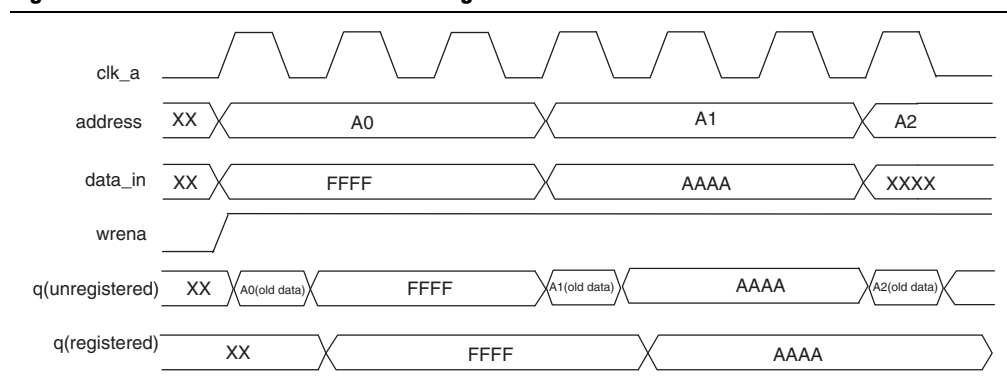 clk_a
address XX A0 A1 A2
data_in XX FFFF AAAA XXXX
wrena
q(unregistered) XX A0(old data) FFFF A1(old data) AAAA A2(old data)
q(registered) XX FFFF AAAA